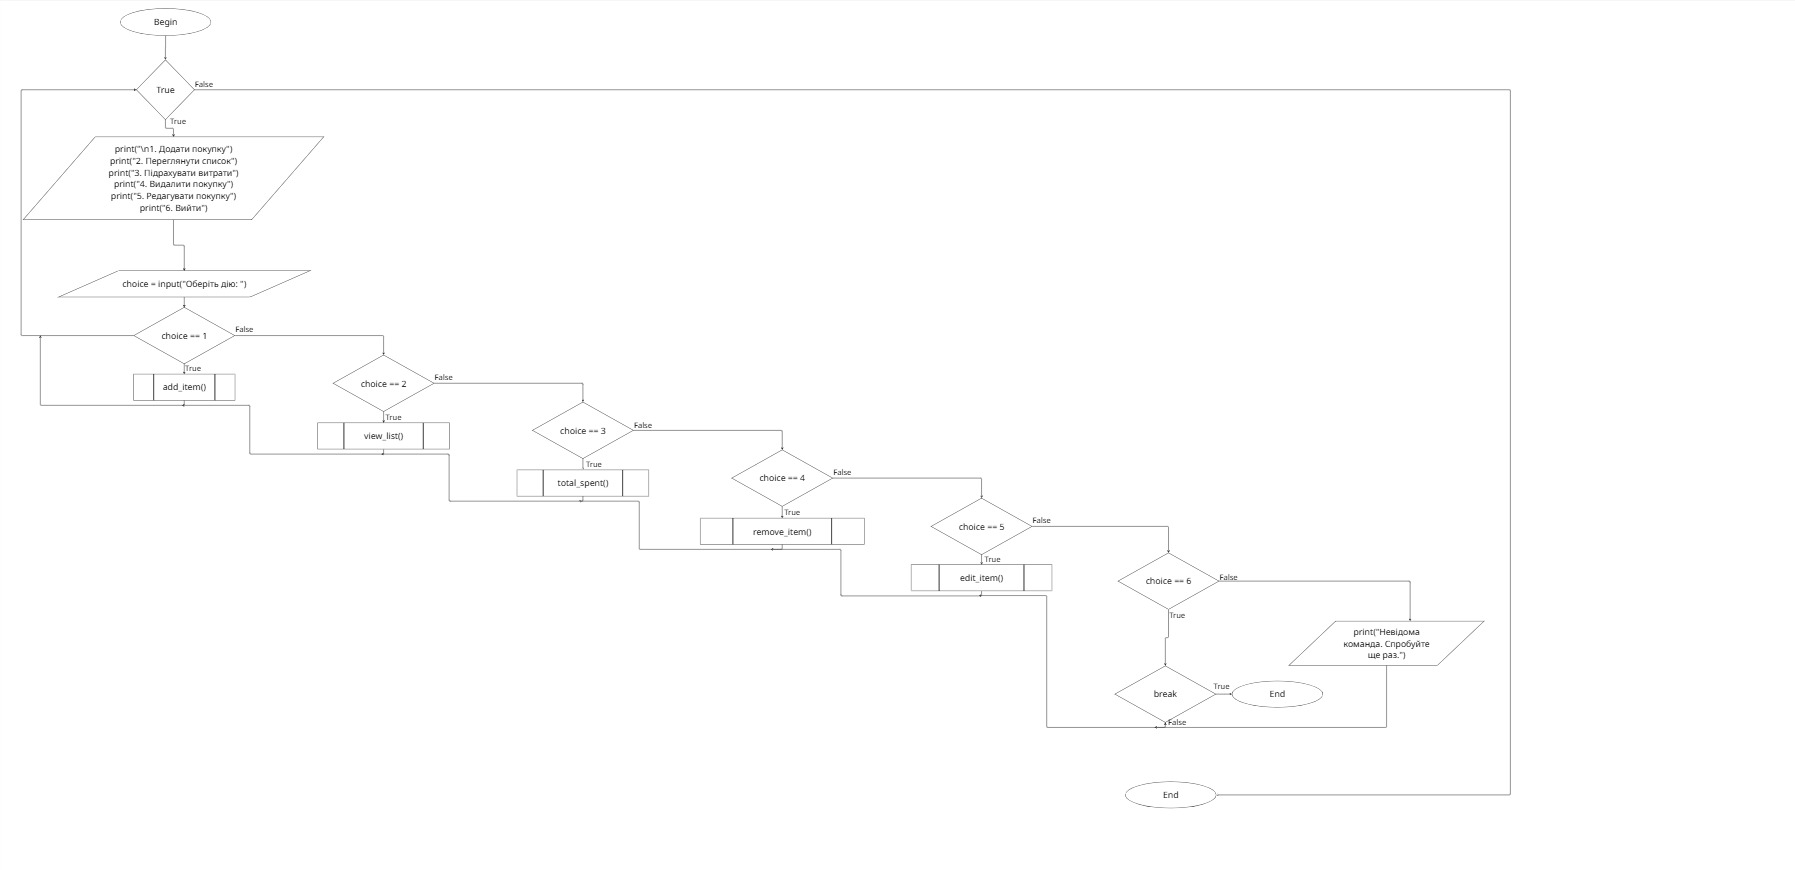 Begin
True
False
True
print("\n1. Додати покупку")
print("2. Переглянути список")
print("3. Підрахувати витрати")
print("4. Видалити покупку")
print("5. Редагувати покупку")
print("6. Вийти")
choice = input("Оберіть дію: ")
choice == 1
False
True
add_item()
choice == 2
False
True
view_list()
choice == 3
False
True
total_spent()
choice == 4
False
True
remove_item()
choice == 5
False
True
edit_item()
choice == 6
False
True
print("Невідома
команда. Спробуйте
ще раз.")
break
True
End
False
End